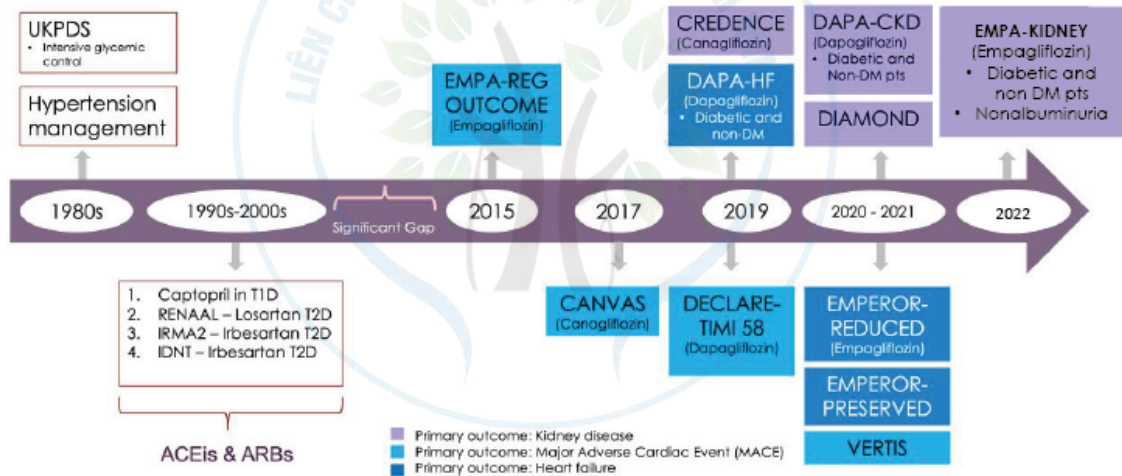 UKPDS
• Intensive glycemic
control
Hypertension
management
EMPA-REG
OUTCOME
(Empagliflozin)
CREDENCE
(Canagliflozin)
DAPA-HF
(Dapagliflozin)
• Diabetic and
non-DM
DAPA-CKD
(Dapagliflozin)
• Diabetic and
Non-DM pts
DIAMOND
EMPA-KIDNEY
(Empagliflozin)
• Diabetic and
non DM pts
• Nonalbuminuria
LIÊN
1980s
1990s-2000s
Significant Gap
2015
2017
2019
2020 - 2021
2022
1. Captopril in T1D
2. RENAAL – Losartan T2D
3. IRMA2 – Irbesartan T2D
4. IDNT – Irbesartan T2D
ACEis & ARBs
CANVAS
(Canagliflozin)
DECLARE-
TIMI 58
(Dapagliflozin)
EMPEROR-
REDUCED
(Empagliflozin)
EMPEROR-
PRESERVED
VERTIS
Primary outcome: Kidney disease
Primary outcome: Major Adverse Cardiac Event (MACE)
Primary outcome: Heart failure